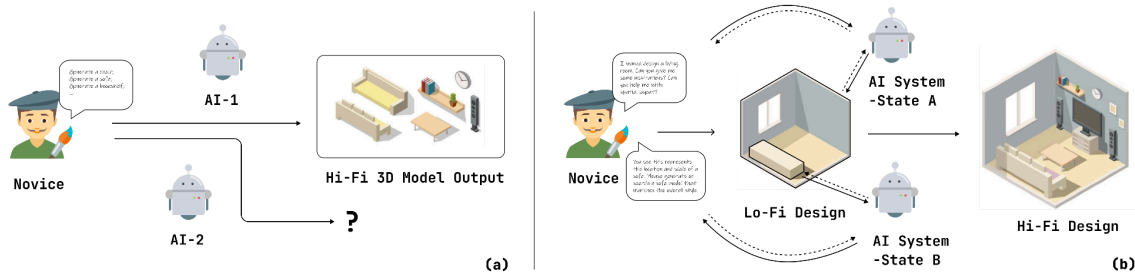 Generate a chair;
Generate a sofa;
Generate a bookshelf;
...
Novice
AI-1
AI-2
Hi-Fi 3D Model Output
?
(a)
I wanna design a living
room. Can you give me
some inspirations? Can
you help me with
spatial layout?
Novice
You see this represents
the location and scale of a
sofa. Please generate or
search a sofa model that
matches the overall style
Lo-Fi Design
AI System
-State A
AI System
-State B
Hi-Fi Design
(b)